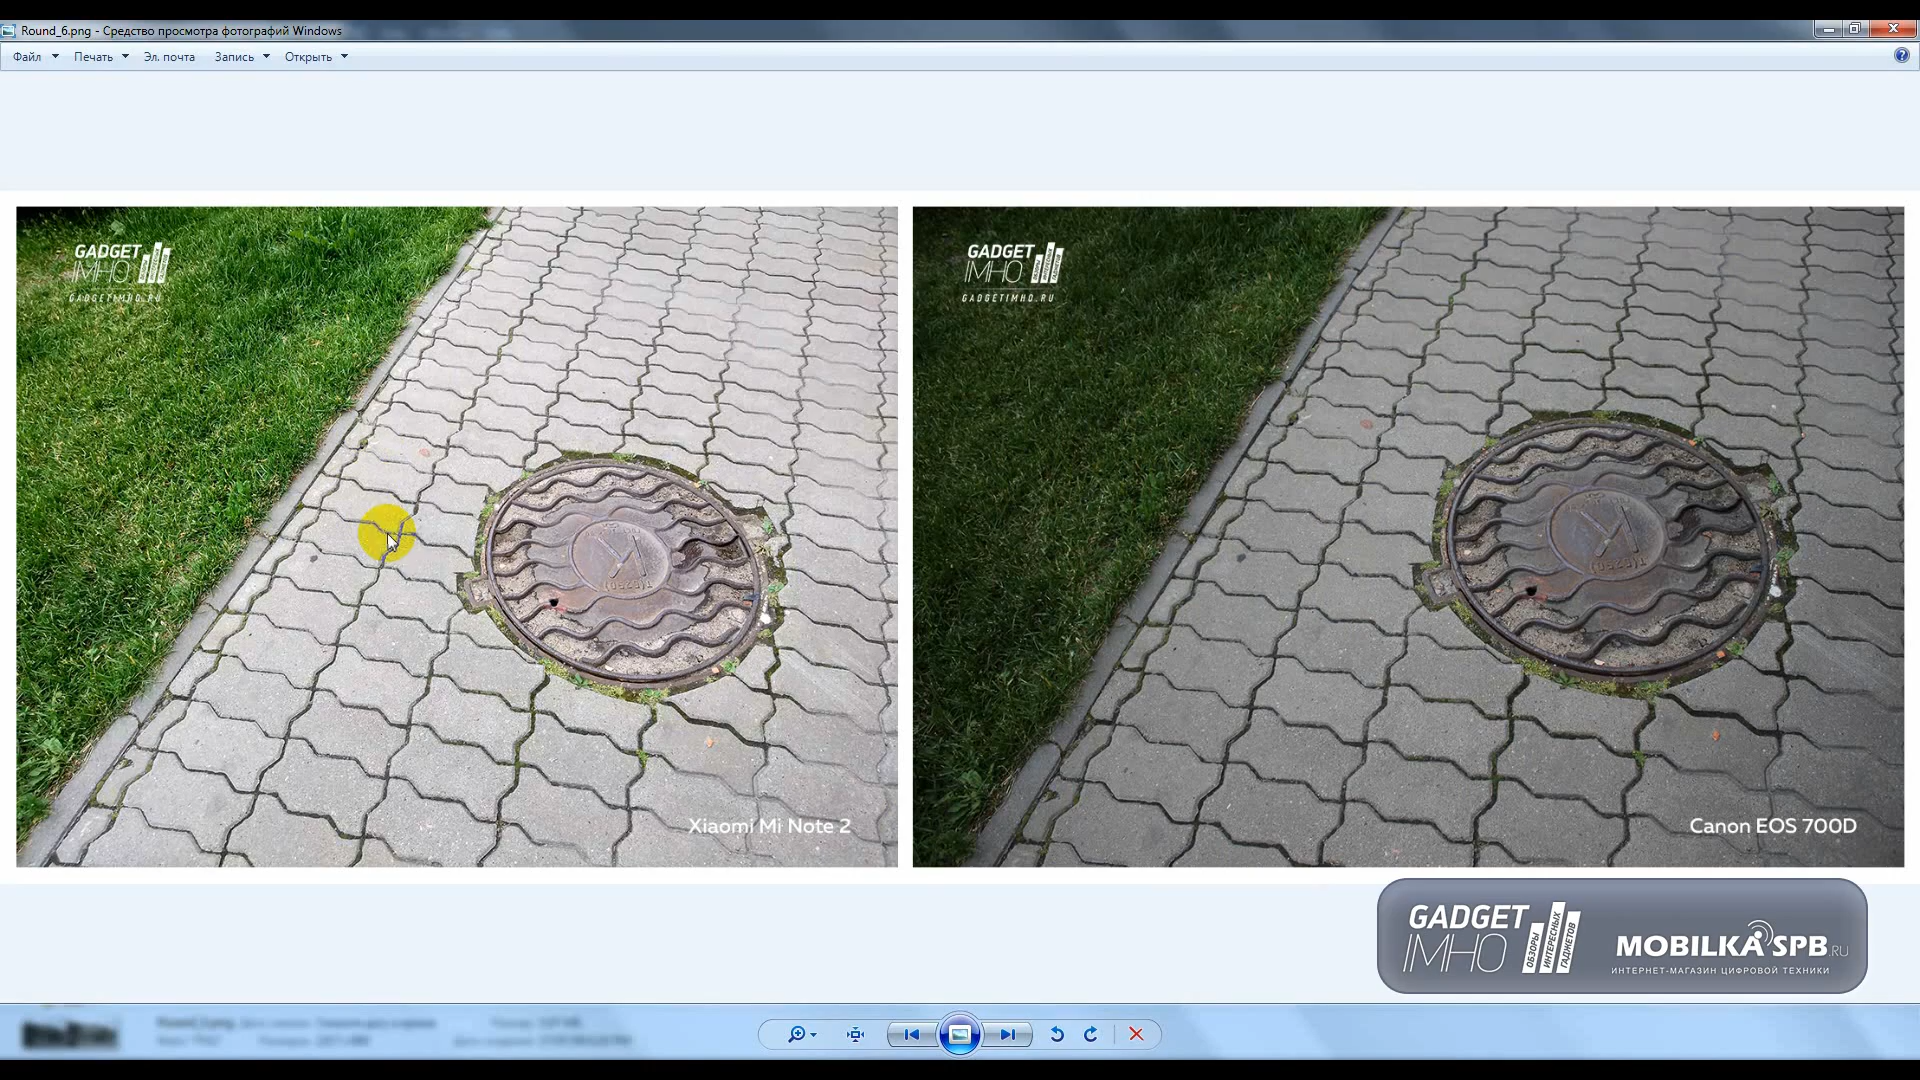 Round_6.png - Средство просмотра фотографий Windows
Файл Печать Эл. почта Запись Открыть
GADGET
IMHO
GADGETIMHO.RU
Xiaomi Mi Note 2
GADGET
IMHO
GADGETIMHO.RU
Canon EOS 700D
GADGET
IMHO
ОБЗОРЫ
ИНТЕРЕСНЫХ
ГАДЖЕТОВ
MOBILKA SPB.RU
ИНТЕРНЕТ-МАГАЗИН ЦИФРОВОЙ ТЕХНИКИ